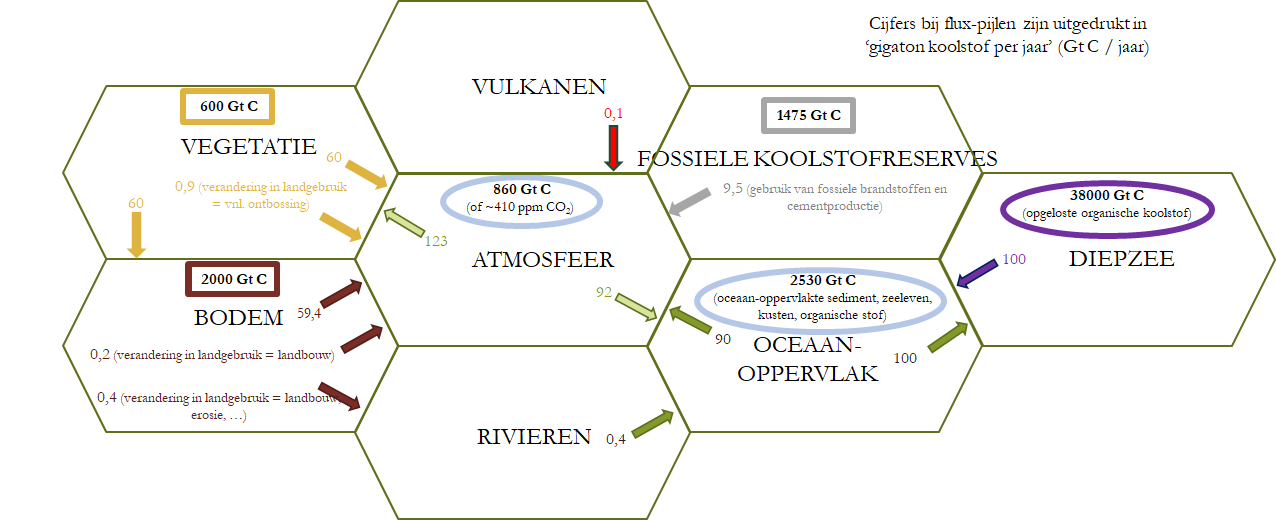 Cijfers bij flux-pijlen zijn uitgedrukt in
‘gigaton koolstof per jaar’ (Gt C / jaar)
VULKANEN
0,1
600 Gt C
VEGETATIE
60
0,9 (verandering in landgebruik
= vnl. ontbossing)
60
123
1475 Gt C
FOSSIELE KOOLSTOFRESERVES
9,5 (gebruik van fossiele brandstoffen en
cementproductie)
860 Gt C
(of ~410 ppm CO₂)
ATMOSFEER
92
38000 Gt C
(opgeloste organische koolstof)
DIEPZEE
100
2000 Gt C
BODEM
59,4
0,2 (verandering in landgebruik = landbouw)
0,4 (verandering in landgebruik = landbouw,
erosie, …)
2530 Gt C
(oceaan-oppervlakte sediment, zeeleven,
kusten, organische stof)
90
OCEAAN-
OPPERVLAK
100
RIVIEREN
0,4